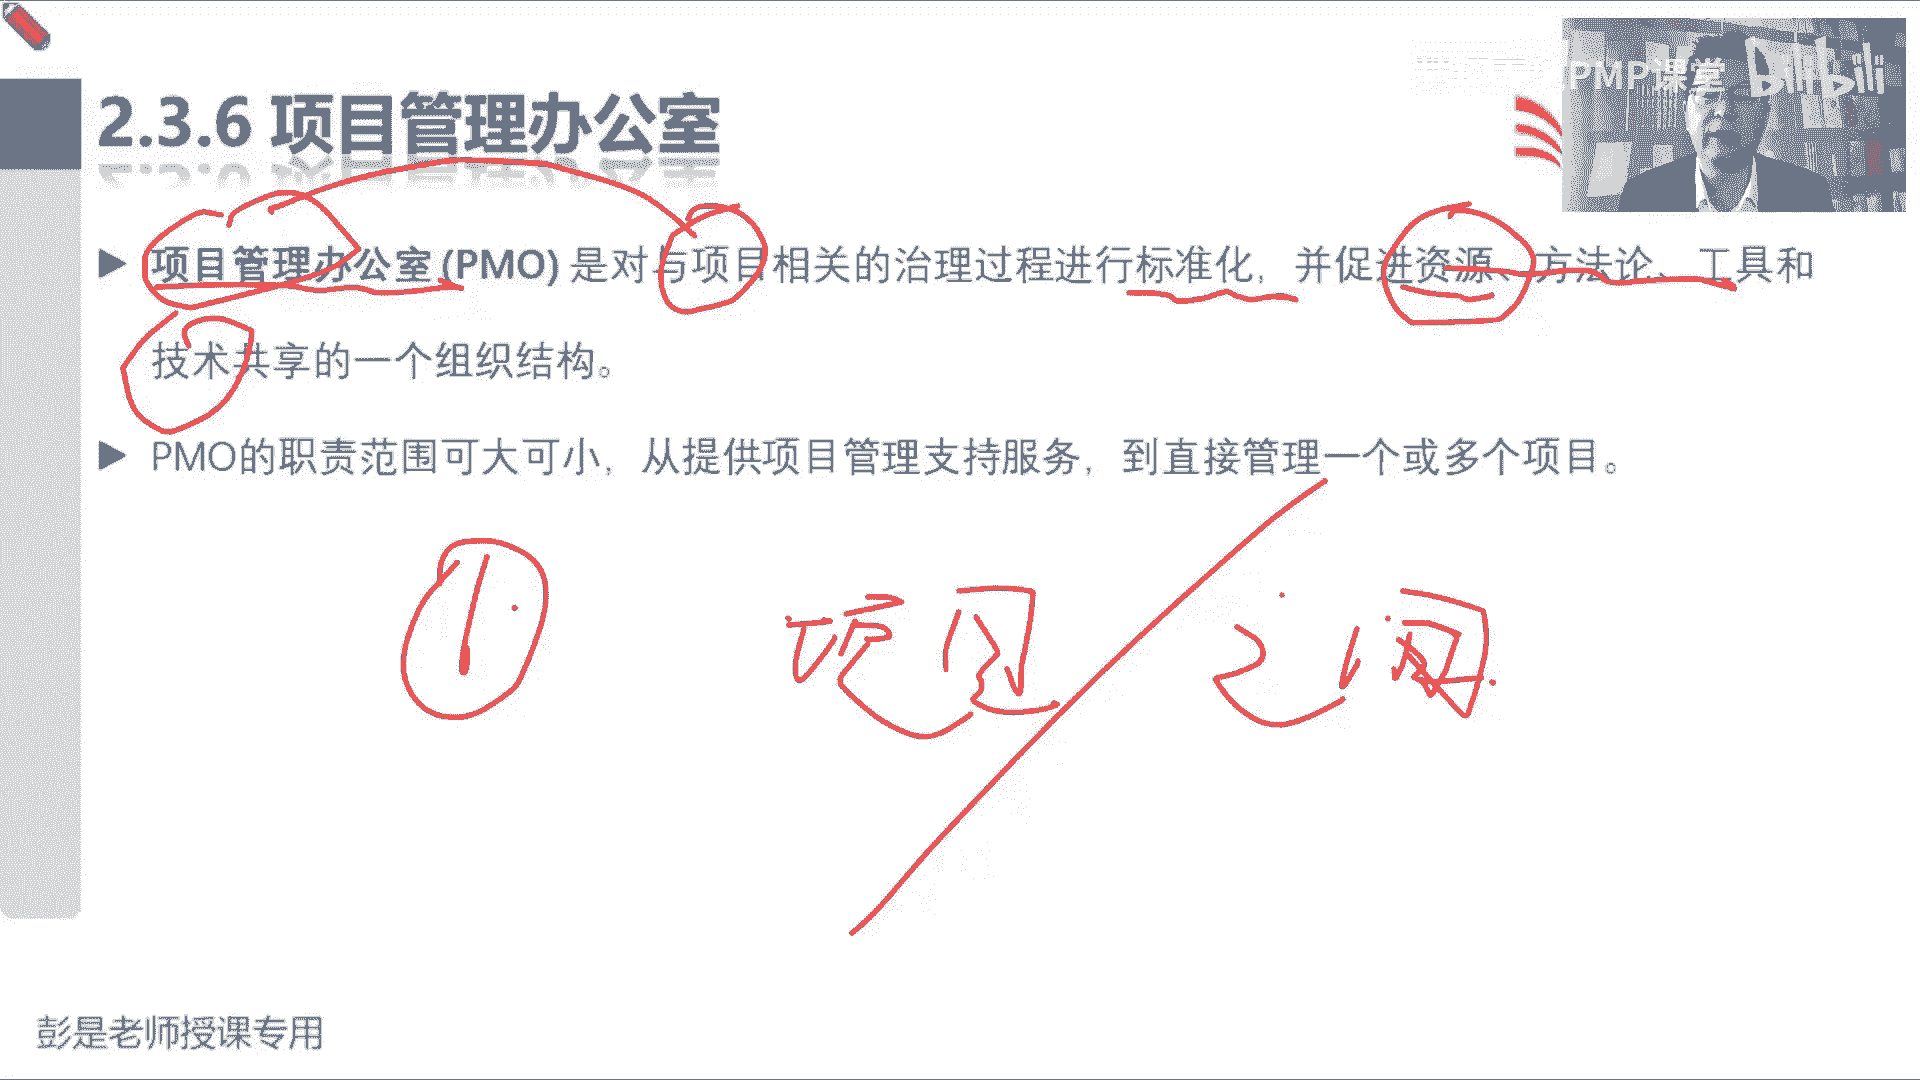 PMP课堂 bilibili
2.3.6 项目管理办公室
项目管理办公室 (PMO) 是对与项目相关的治理过程进行标准化，并促进资源、方法论、工具和
技术共享的一个组织结构。
PMO的职责范围可大可小，从提供项目管理支持服务，到直接管理一个或多个项目。
1
项目
彭是老师授课专用